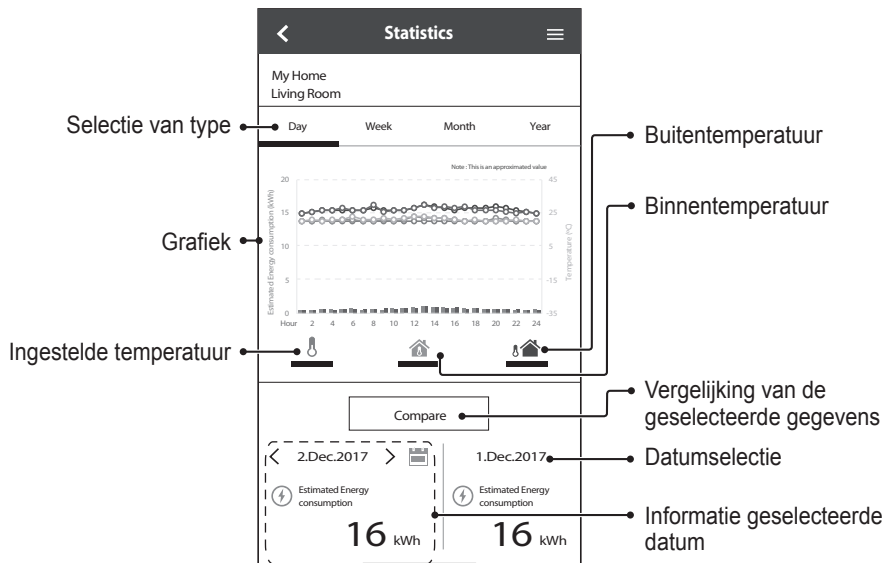 Statistics
My Home
Living Room
Selectie van type
Day Week Month Year
Buitentemperatuur
Note : This is an approximated value
20 45
Binnentemperatuur
15 25
Grafiek
10 5
5 -15
0 -35
Estimated Energy consumption (kWh)
Temperature (ºC)
Hour 2 4 6 8 10 12 14 16 18 20 22 24
Ingestelde temperatuur
Compare
Vergelijking van de
geselecteerde gegevens
2.Dec.2017 1.Dec.2017
Datumselectie
Estimated Energy
consumption
16 kWh
Estimated Energy
consumption
16 kWh
Informatie geselecteerde
datum